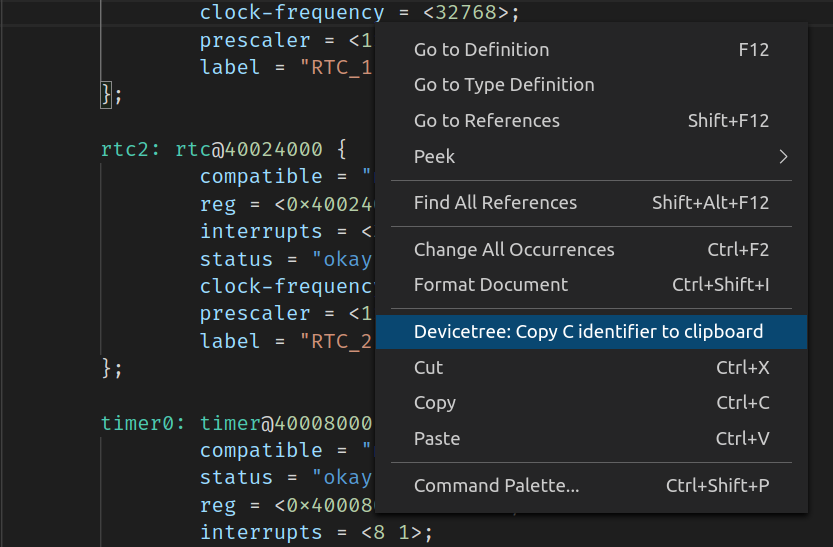 clock-frequency = <32768>;
prescaler = <1
label = "RTC_1
};
rtc2: rtc@40024000 {
compatible = "
reg = <0x40024
interrupts = <
status = "okay
clock-frequency
prescaler = <1
label = "RTC_2
};
timer0: timer@40008000
compatible = "
status = "okay
reg = <0x40008
interrupts = <8 1>;
Go to Definition F12
Go to Type Definition
Go to References Shift+F12
Peek >
Find All References Shift+Alt+F12
Change All Occurrences Ctrl+F2
Format Document Ctrl+Shift+I
Devicetree: Copy C identifier to clipboard
Cut Ctrl+X
Copy Ctrl+C
Paste Ctrl+V
Command Palette... Ctrl+Shift+P